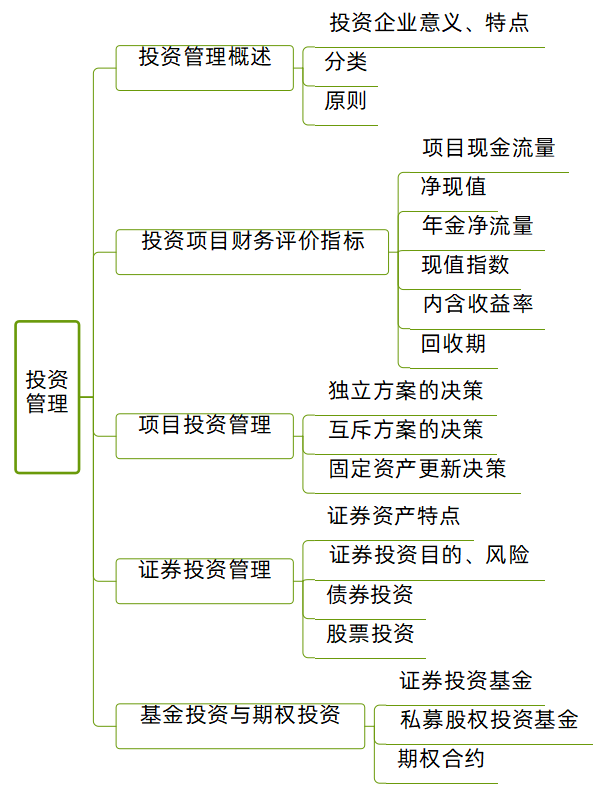 投资管理概述
投资企业意义、特点
分类
原则
投资项目财务评价指标
项目现金流量
净现值
年金净流量
现值指数
内含收益率
回收期
投资
管理
项目投资管理
独立方案的决策
互斥方案的决策
固定资产更新决策
证券投资管理
证券资产特点
证券投资目的、风险
债券投资
股票投资
基金投资与期权投资
证券投资基金
私募股权投资基金
期权合约